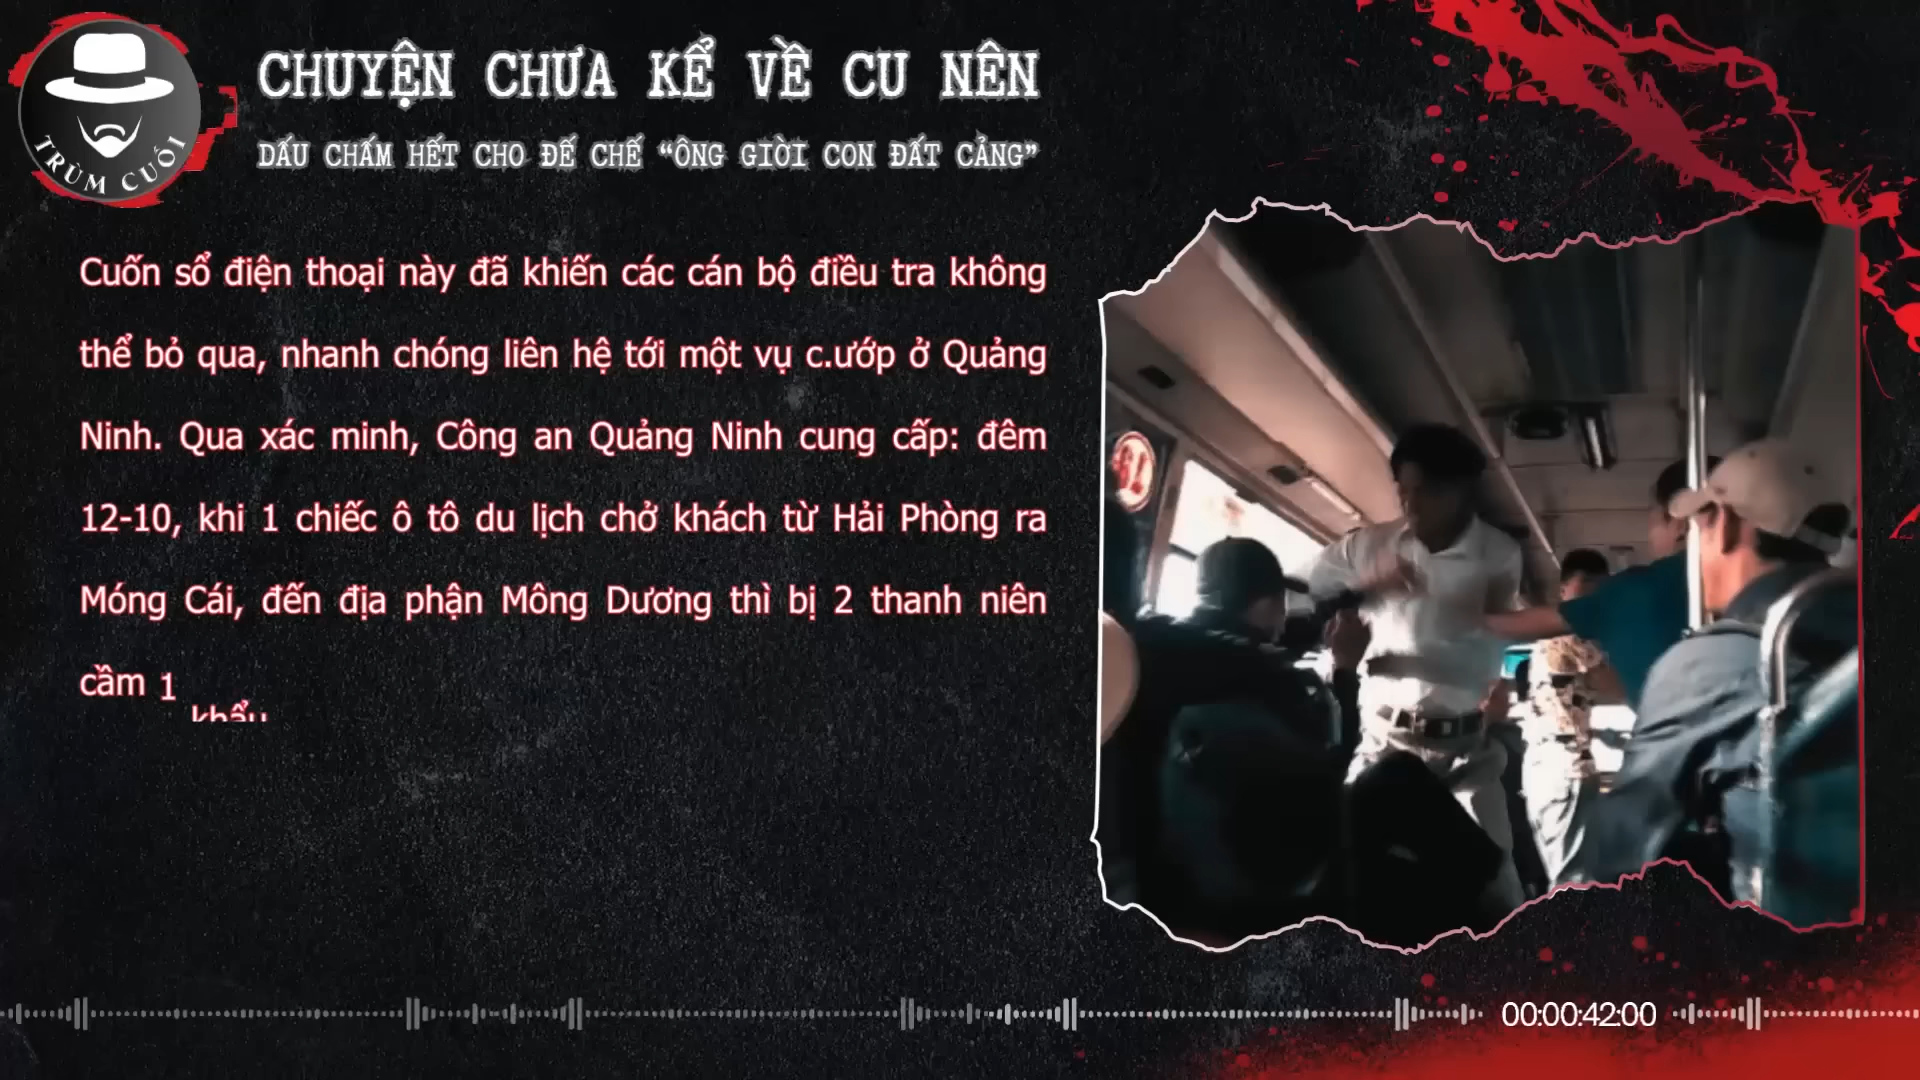 TRÙM CUỐI
CHUYỆN CHƯA KỂ VỀ CU NÊN
DẤU CHẤM HẾT CHO ĐẾ CHẾ “ÔNG GIỜI CON ĐẤT CẢNG”
Cuốn sổ điện thoại này đã khiến các cán bộ điều tra không
thể bỏ qua, nhanh chóng liên hệ tới một vụ c.ướp ở Quảng
Ninh. Qua xác minh, Công an Quảng Ninh cung cấp: đêm
12-10, khi 1 chiếc ô tô du lịch chở khách từ Hải Phòng ra
Móng Cái, đến địa phận Mông Dương thì bị 2 thanh niên
cầm 1 khẩu
00:00:42:00